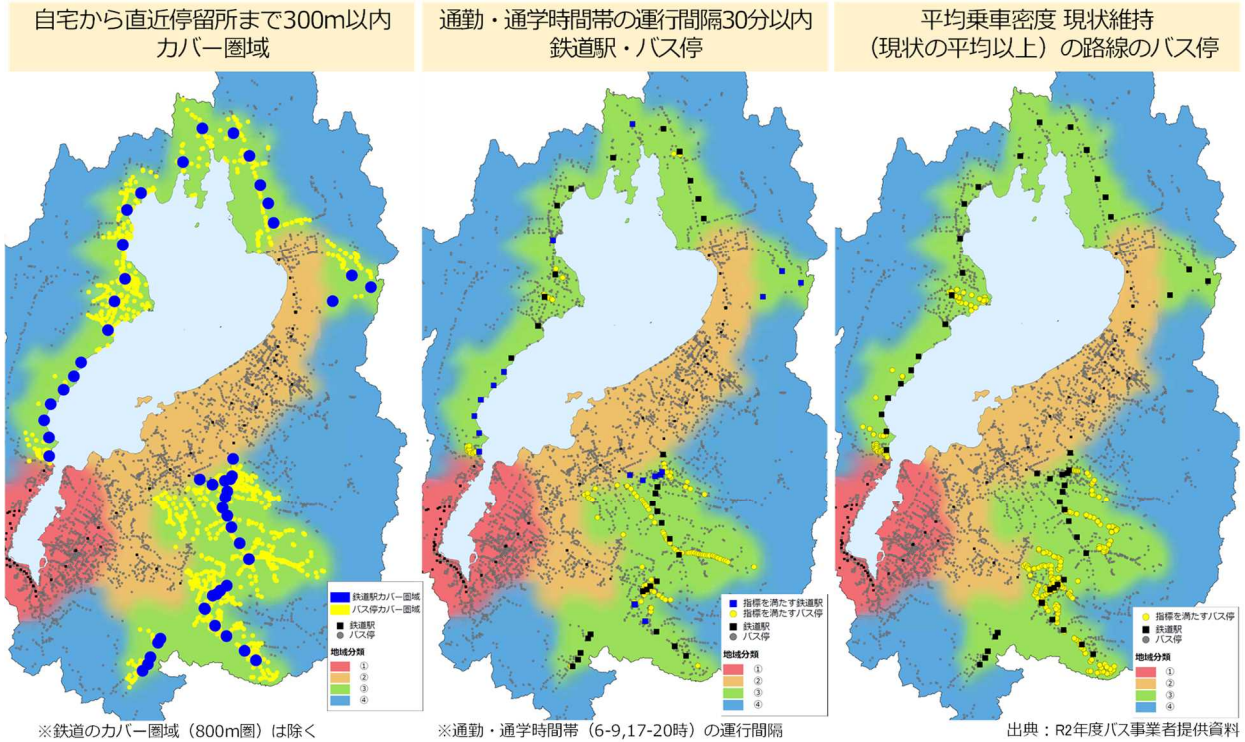 自宅から直近停留所まで300m以内
カバー圏域
鉄道駅カバー圏域
バス停カバー圏域
鉄道駅
バス停
地域分類
①
②
③
④
※鉄道のカバー圏域（800m圏）は除く
通勤・通学時間帯の運行間隔30分以内
鉄道駅・バス停
指標を満たす鉄道駅
指標を満たすバス停
鉄道駅
バス停
地域分類
①
②
③
④
※通勤・通学時間帯（6-9,17-20時）の運行間隔
平均乗車密度 現状維持
（現状の平均以上）の路線のバス停
指標を満たすバス停
鉄道駅
バス停
地域分類
①
②
③
④
出典：R2年度バス事業者提供資料